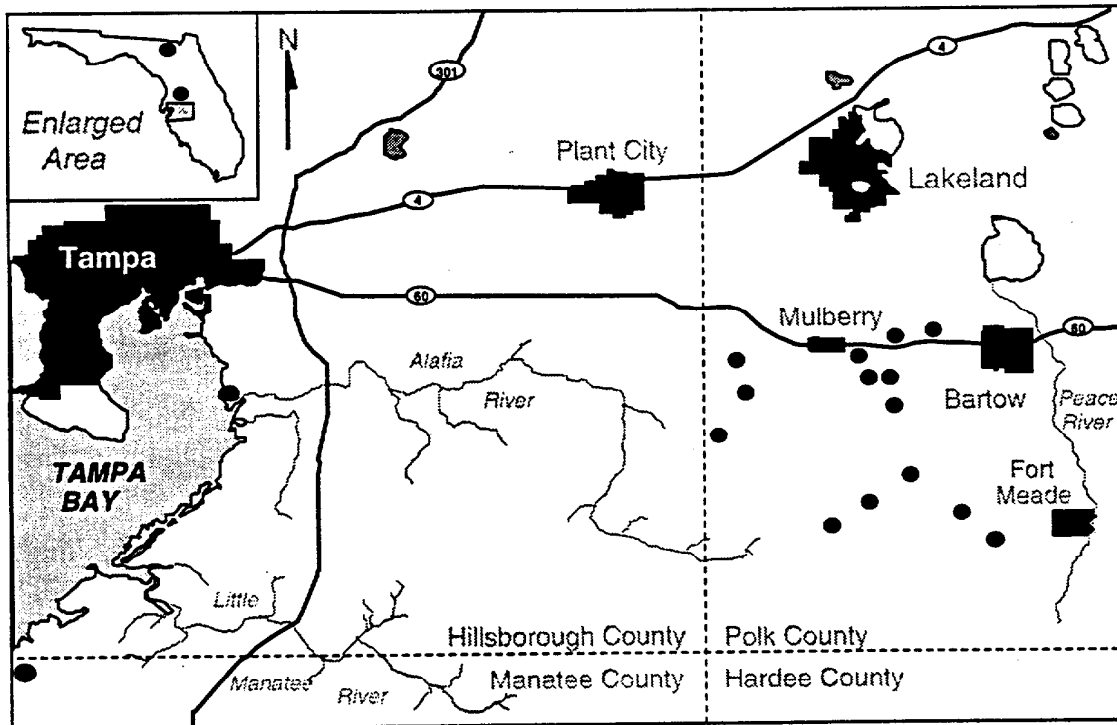 Enlarged
Area
N
301
4
Plant City
Lakeland
4
Tampa
60
Mulberry
60
Alafia
River
Bartow
Peace
River
TAMPA
BAY
Fort
Meade
Little
Hillsborough County
Polk County
Manatee
River
Manatee County
Hardee County